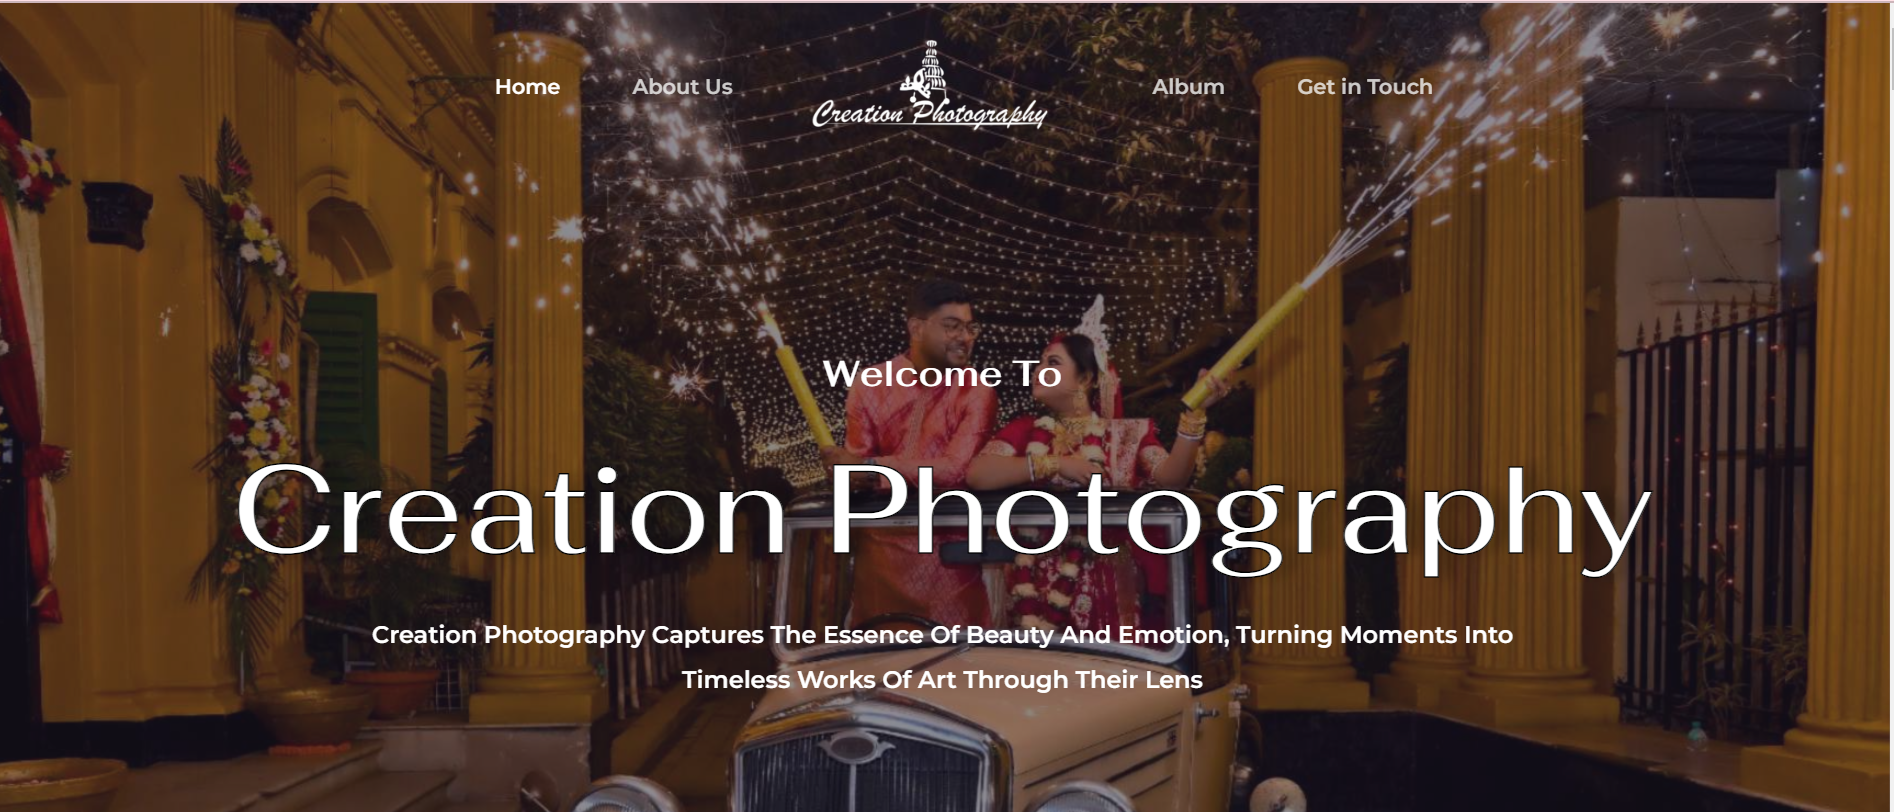 Home
About Us
Creation Photography
Album
Get in Touch
Welcome To
Creation Photography
Creation Photography Captures The Essence Of Beauty And Emotion, Turning Moments Into
Timeless Works Of Art Through Their Lens